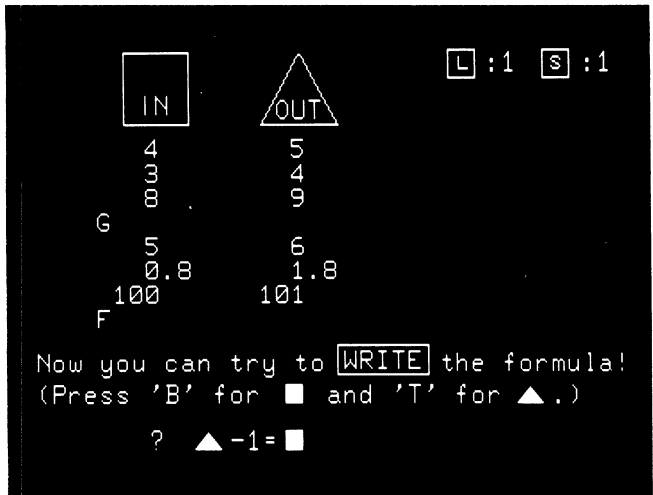 L :1 S :1
IN OUT
4 5
3 4
8 9
G
5 6
0.8 1.8
100 101
F
Now you can try to WRITE the formula!
(Press 'B' for ■ and 'T' for ▲.)
? ▲-1=■